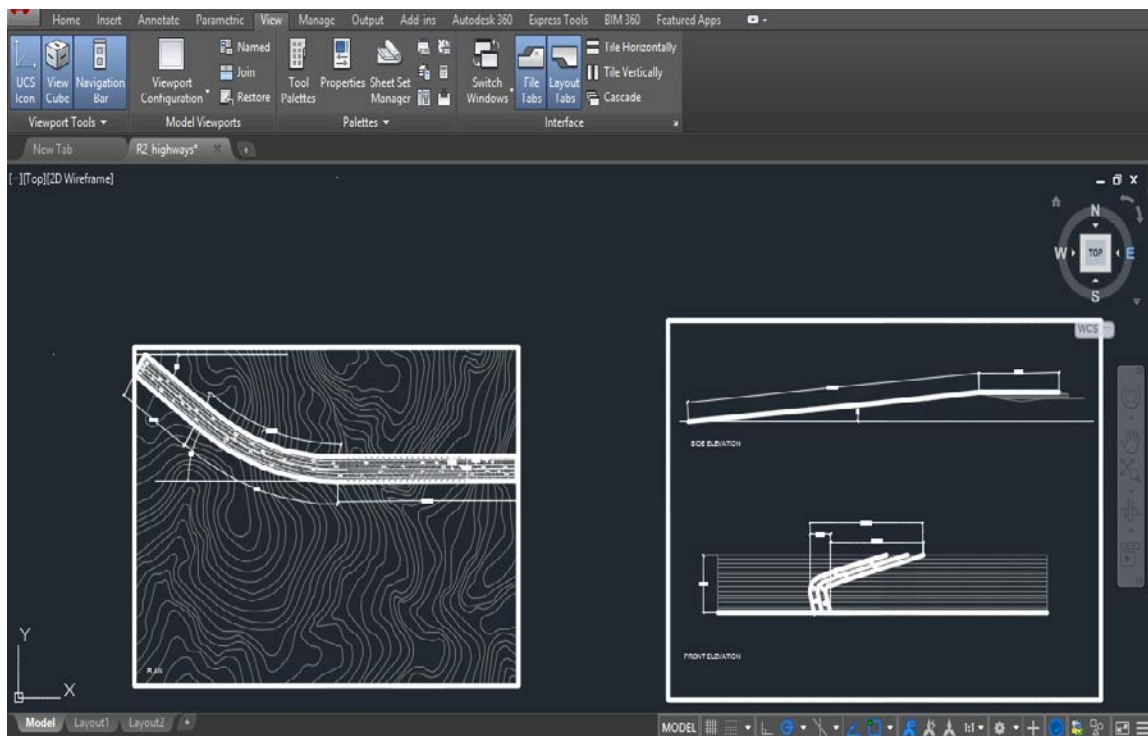 Home Insert Annotate Parametric View Manage Output Add ins Autodesk 360 Express Tools BIM 360 Featured Apps
UCS Icon
View Cube
Navigation Bar
Viewport Configuration
Named
Join
Restore
Tool Palettes
Properties
Sheet Set Manager
Switch Windows
File Tabs
Layout Tabs
Tile Horizontally
Tile Vertically
Cascade
Viewport Tools
Model Viewports
Palettes
Interface
New Tab
R2 highways*
[-][Top][2D Wireframe]
N
W TOP E
S
WCS
SIDE ELEVATION
PLAN
FRONT ELEVATION
Y
X
Model Layout1 Layout2 +
MODEL 1:1